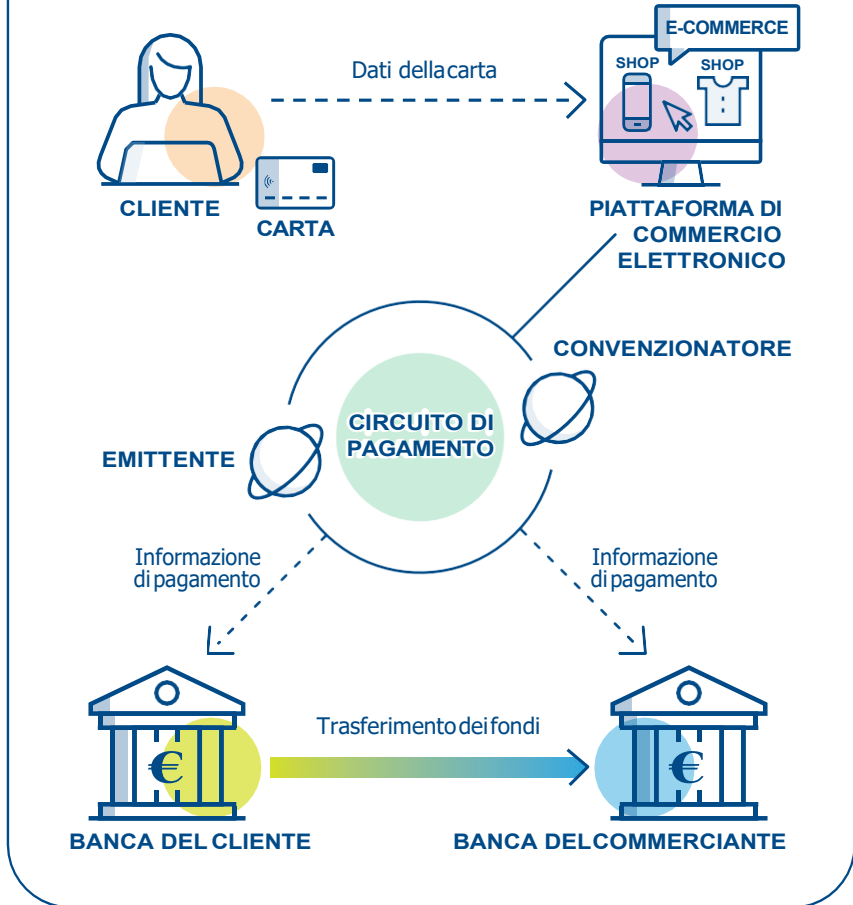 E-COMMERCE
SHOP
SHOP
Dati della carta
CLIENTE
CARTA
PIATTAFORMA DI
COMMERCIO
ELETTRONICO
CONVENZIONATORE
CIRCUITO DI
PAGAMENTO
EMITTENTE
Informazione
di pagamento
Informazione
di pagamento
€
€
Trasferimento dei fondi
BANCA DEL CLIENTE
BANCA DEL COMMERCIANTE